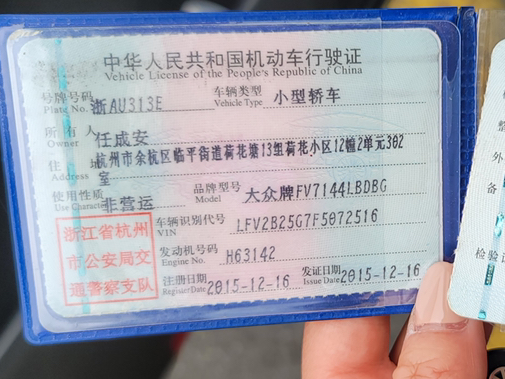 中华人民共和国机动车行驶证
Vehicle License of the People's Republic of China
号牌号码 浙AU313E 车辆类型 小型轿车
Plate No. Vehicle Type
所有人 任成安
Owner
住址 杭州市余杭区临平街道荷花塘13组荷花小区12幢2单元302室
Address
使用性质 非营运 品牌型号 大众牌FV7144LBDBG
Use Character Model
浙江省杭州
市公安局交
通警察支队
车辆识别代号 LFV2B25G7F5072516
VIN
发动机号码 H63142
Engine No.
注册日期 2015-12-16 发证日期 2015-12-16
Register Date Issue Date
整
外
备
检验